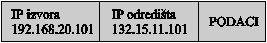 IP izvora
192.168.20.101
IP odredišta
132.15.11.101
PODACI